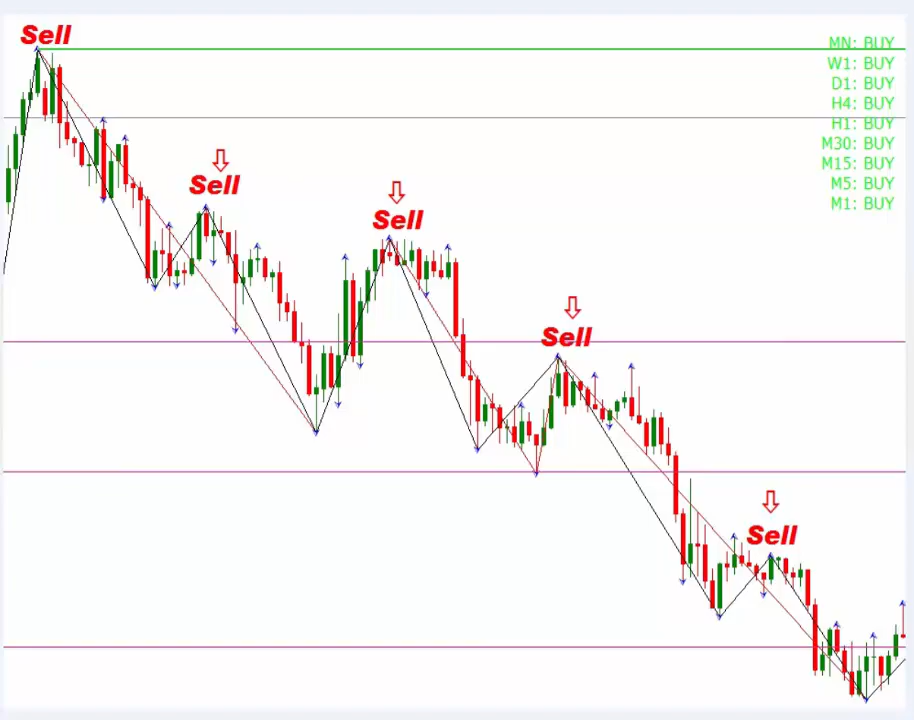 Sell
MN: BUY
W1: BUY
D1: BUY
H4: BUY
H1: BUY
M30: BUY
M15: BUY
M5: BUY
M1: BUY
Sell
Sell
Sell
Sell